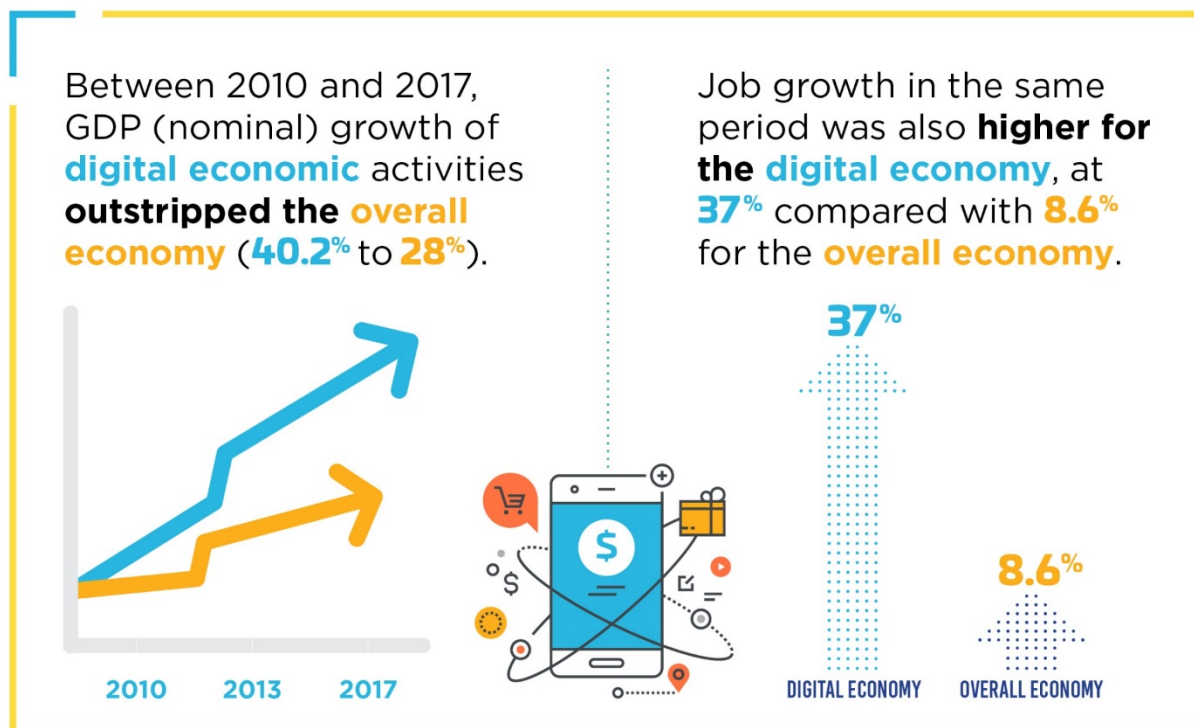 Between 2010 and 2017,
GDP (nominal) growth of
digital economic activities
outstripped the overall
economy (40.2% to 28%).
2010 2013 2017
$
$
Job growth in the same
period was also higher for
the digital economy, at
37% compared with 8.6%
for the overall economy.
37%
8.6%
DIGITAL ECONOMY OVERALL ECONOMY